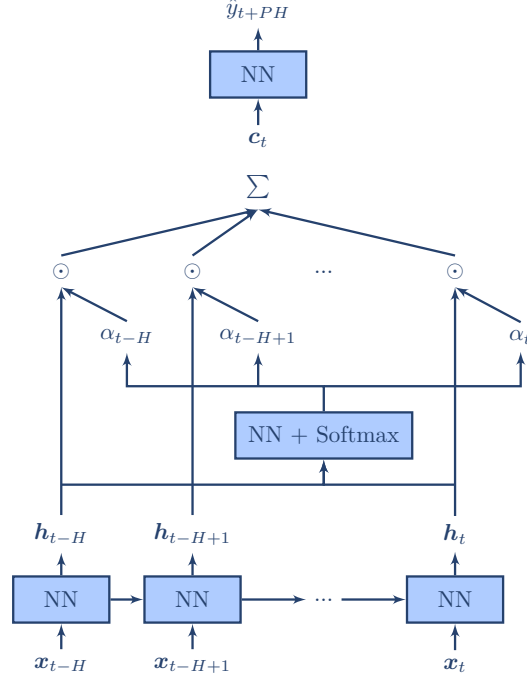 ŷ_{t+PH}
NN
c_t
∑
⊙ ⊙ ... ⊙
α_{t−H} α_{t−H+1} α_t
NN + Softmax
h_{t−H} h_{t−H+1} h_t
NN NN ... NN
x_{t−H} x_{t−H+1} x_t